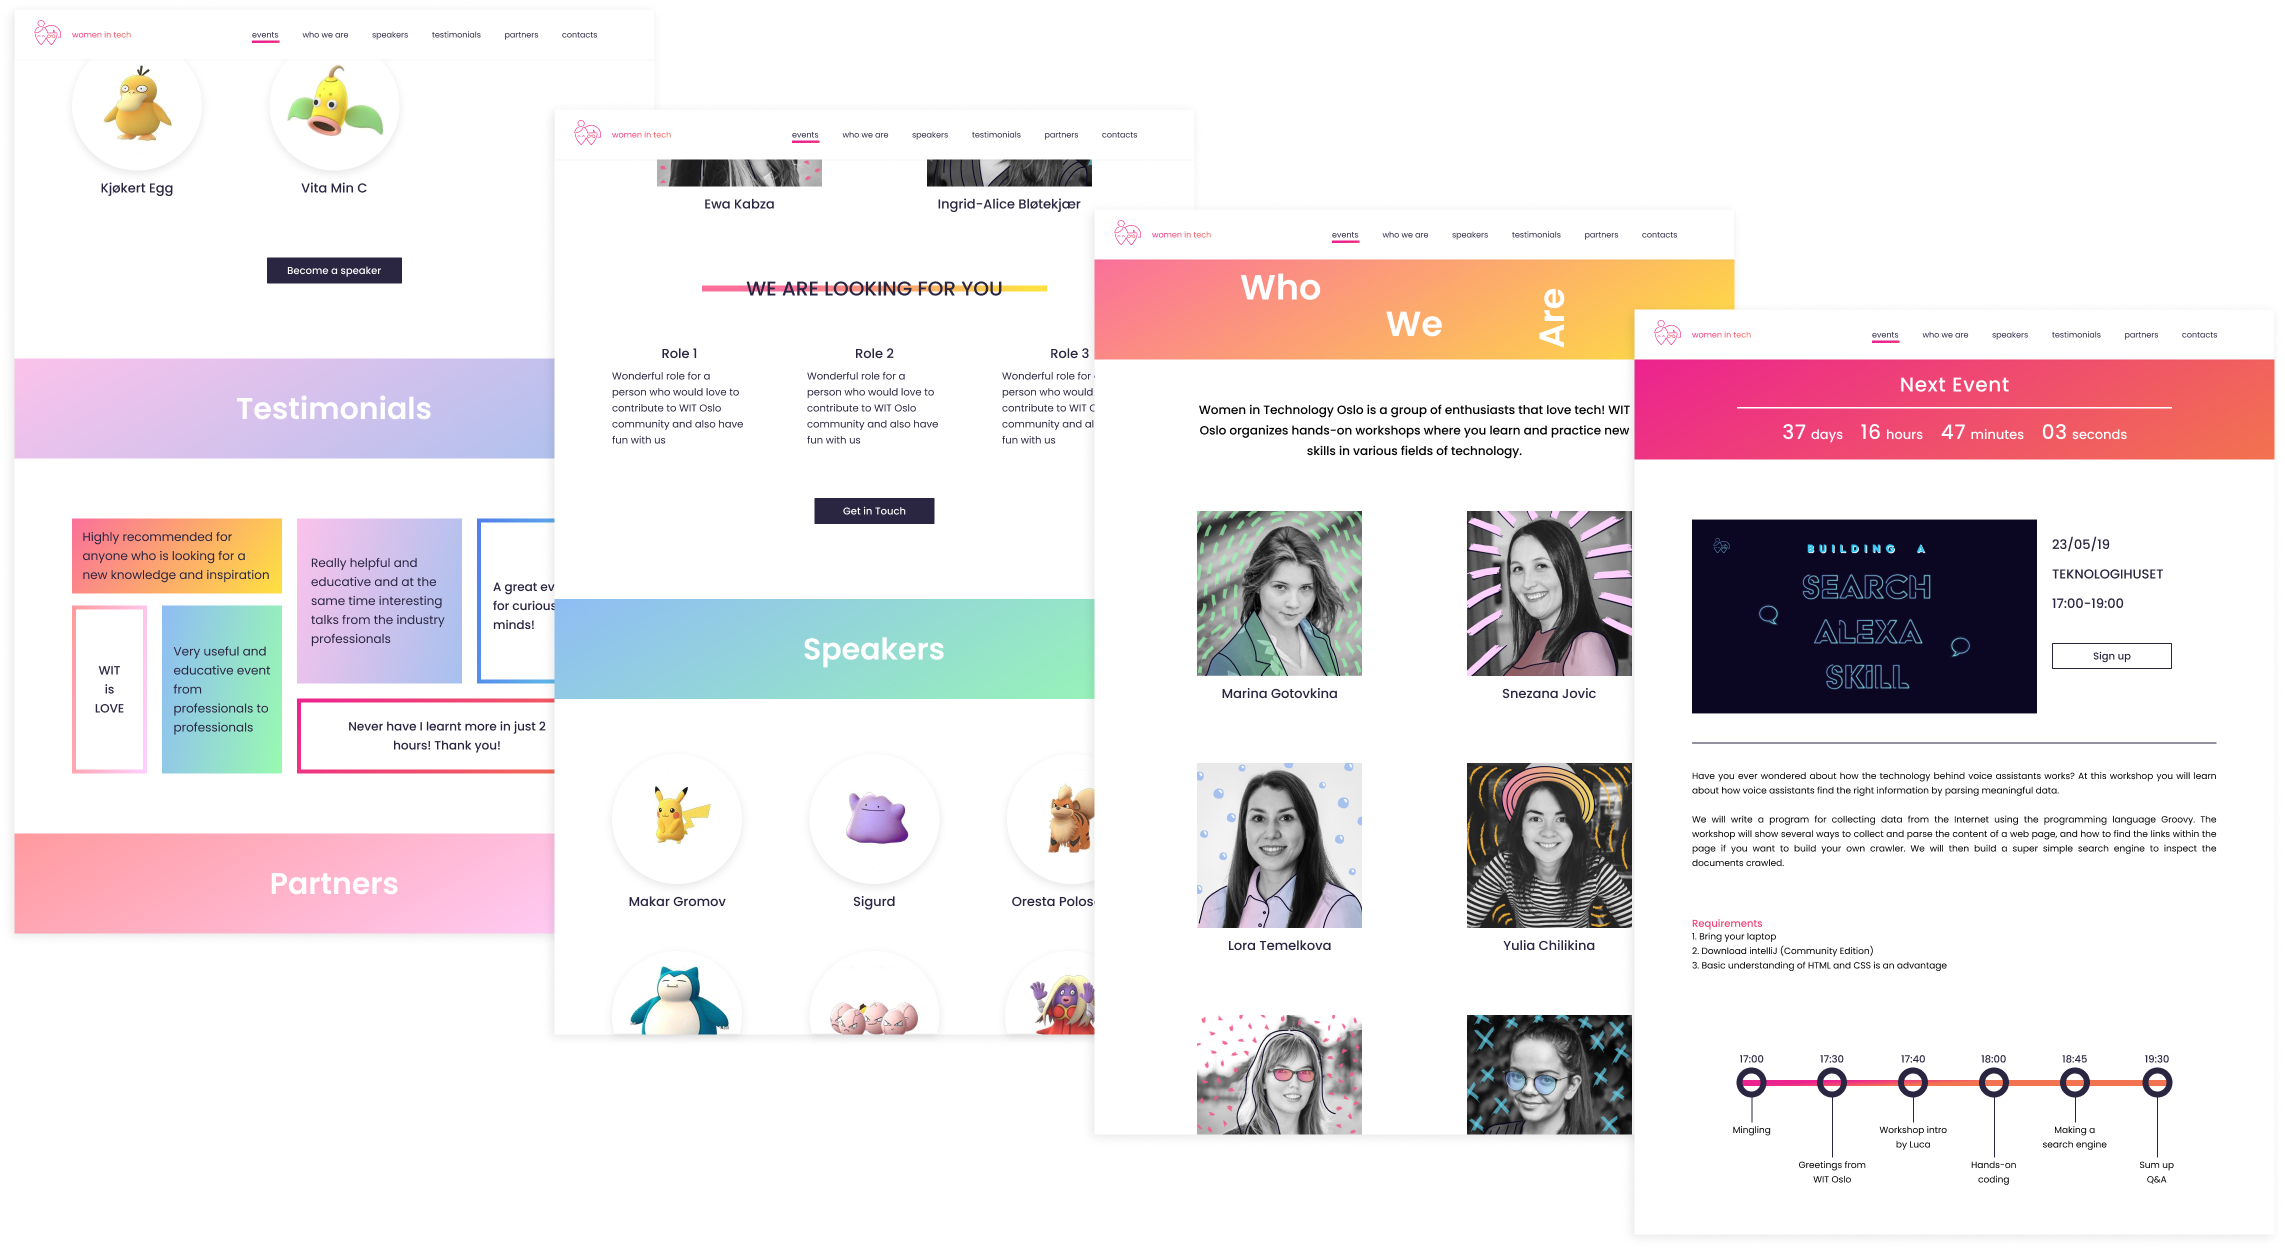 women in tech
events who we are speakers testimonials partners contacts
Kjøkert Egg
Vita Min C
Become a speaker
Testimonials
Highly recommended for
anyone who is looking for a
new knowledge and inspiration
Really helpful and
educative and at the
same time interesting
talks from the industry
professionals
A great ev
for curious
minds!
WIT
is
LOVE
Very useful and
educative event
from
professionals to
professionals
Never have I learnt more in just 2
hours! Thank you!
Partners
women in tech
events who we are speakers testimonials partners contacts
Ewa Kabza
Ingrid-Alice Bløtekjær
WE ARE LOOKING FOR YOU
Role 1
Wonderful role for a
person who would love to
contribute to WIT Oslo
community and also have
fun with us
Role 2
Wonderful role for a
person who would love to
contribute to WIT Oslo
community and also have
fun with us
Role 3
Wonderful role for
person who would
contribute to WIT
community and al
fun with us
Get in Touch
Speakers
Makar Gromov
Sigurd
Oresta Polos
women in tech
events who we are speakers testimonials partners contacts
Who
We
Are
Women in Technology Oslo is a group of enthusiasts that love tech! WIT
Oslo organizes hands-on workshops where you learn and practice new
skills in various fields of technology.
Marina Gotovkina
Snezana Jovic
Lora Temelkova
Yulia Chilikina
women in tech
events who we are speakers testimonials partners contacts
Next Event
37 days 16 hours 47 minutes 03 seconds
BUILDING A
SEARCH
ALEXA
SKiLL
23/05/19
TEKNOLOGIHUSET
17:00-19:00
Sign up
Have you ever wondered about how the technology behind voice assistants works? At this workshop you will learn
about how voice assistants find the right information by parsing meaningful data.
We will write a program for collecting data from the Internet using the programming language Groovy. The
workshop will show several ways to collect and parse the content of a web page, and how to find the links within the
page if you want to build your own crawler. We will then build a super simple search engine to inspect the
documents crawled.
Requirements
1. Bring your laptop
2. Download intelliJ (Community Edition)
3. Basic understanding of HTML and CSS is an advantage
17:00 17:30 17:40 18:00 18:45 19:30
Mingling
Greetings from
WIT Oslo
Workshop intro
by Luca
Hands-on
coding
Making a
search engine
Sum up
Q&A